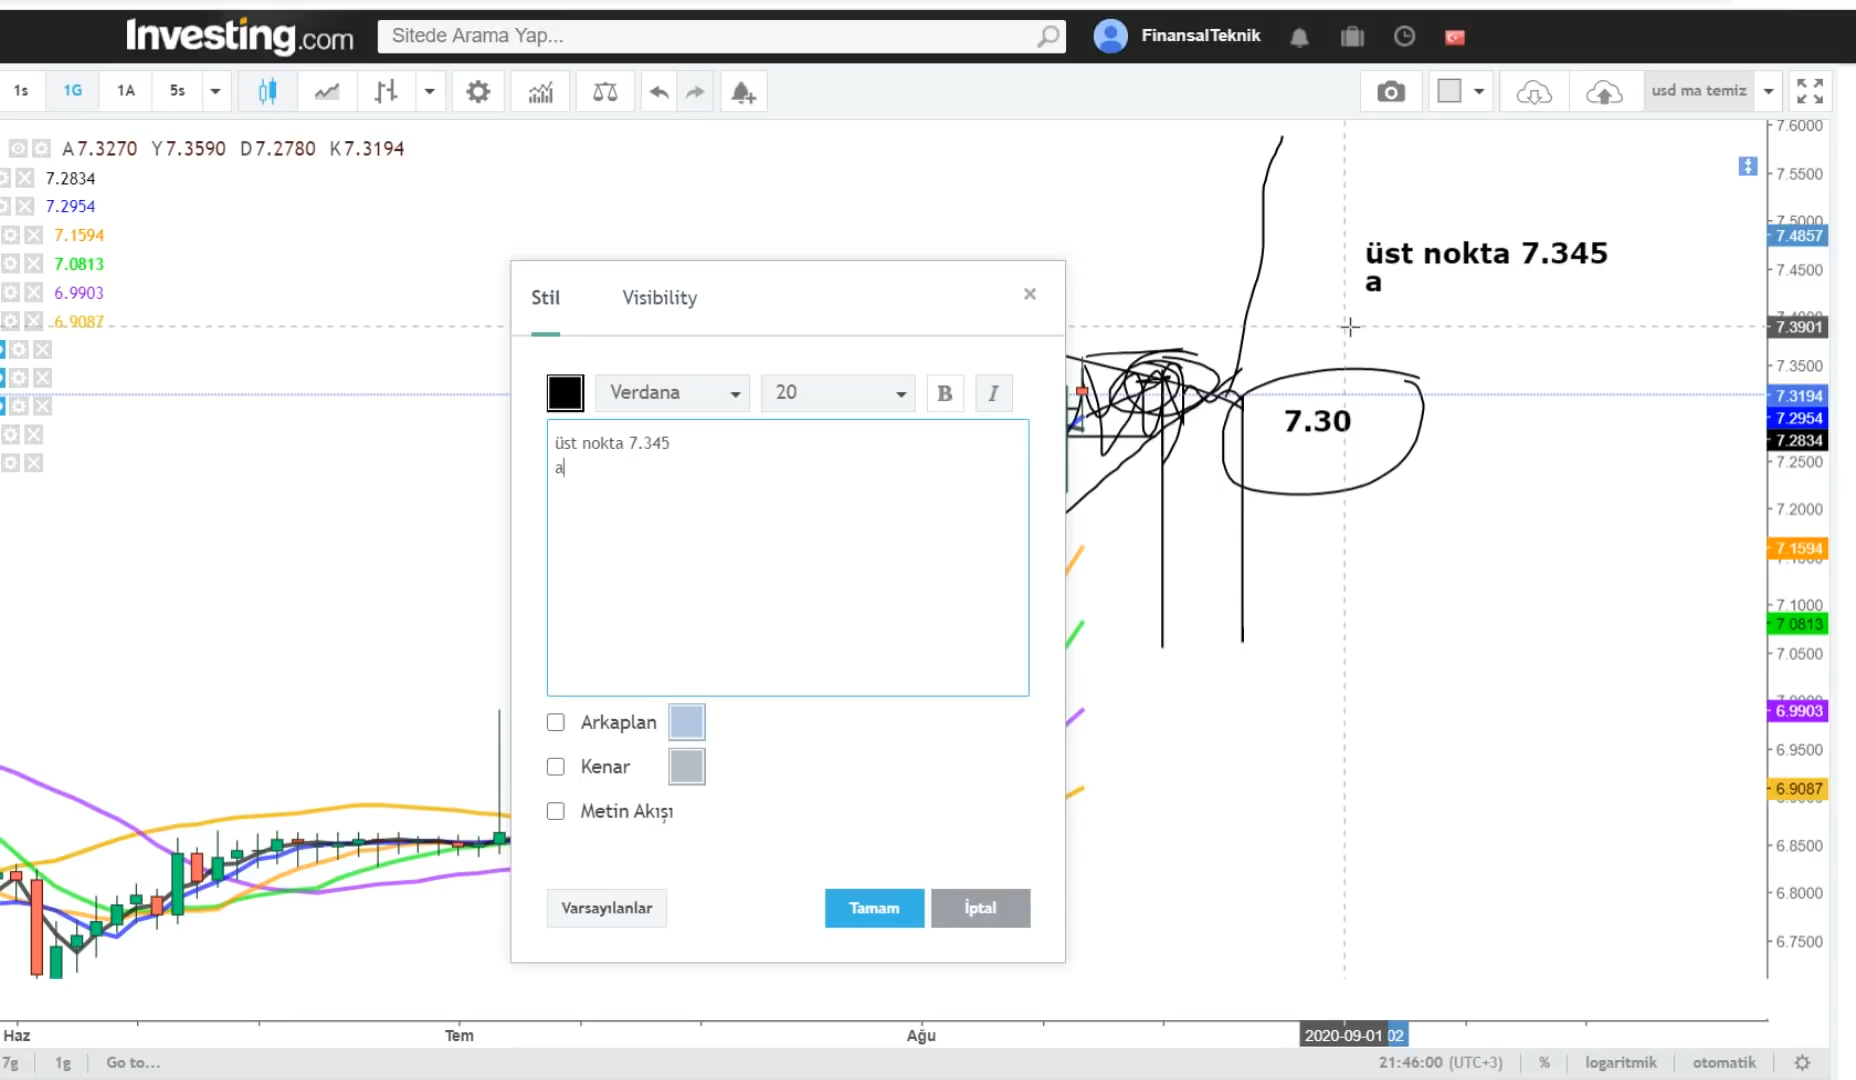 Investing.com
Sitede Arama Yap...
FinansalTeknik
1s 1G 1A 5s
usd ma temiz
A7.3270 Y7.3590 D7.2780 K7.3194
7.2834
7.2954
7.1594
7.0813
6.9903
6.9087
üst nokta 7.345
a
7.30
Stil Visibility
Verdana 20 B I
üst nokta 7.345
a
Arkaplan
Kenar
Metin Akışı
Varsayılanlar Tamam İptal
7.6000
7.5500
7.5000
7.4857
7.4500
7.3901
7.3500
7.3194
7.2954
7.2834
7.2500
7.2000
7.1594
7.1000
7.0813
7.0500
6.9903
6.9500
6.9087
6.8500
6.8000
6.7500
Haz Tem Ağu 2020-09-01 02
7g 1g Go to... 21:46:00 (UTC+3) % logaritmik otomatik